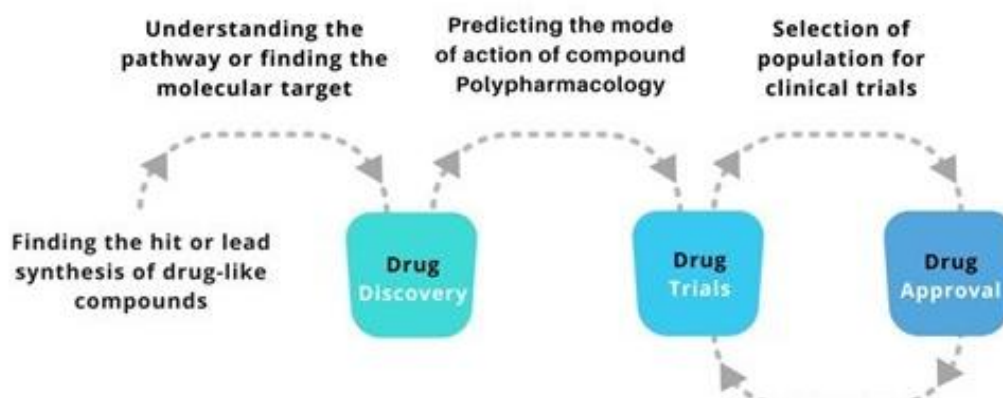 Understanding the
pathway or finding the
molecular target
Predicting the mode
of action of compound
Polypharmacology
Selection of
population for
clinical trials
Finding the hit or lead
synthesis of drug-like
compounds
Drug
Discovery
Drug
Trials
Drug
Approval